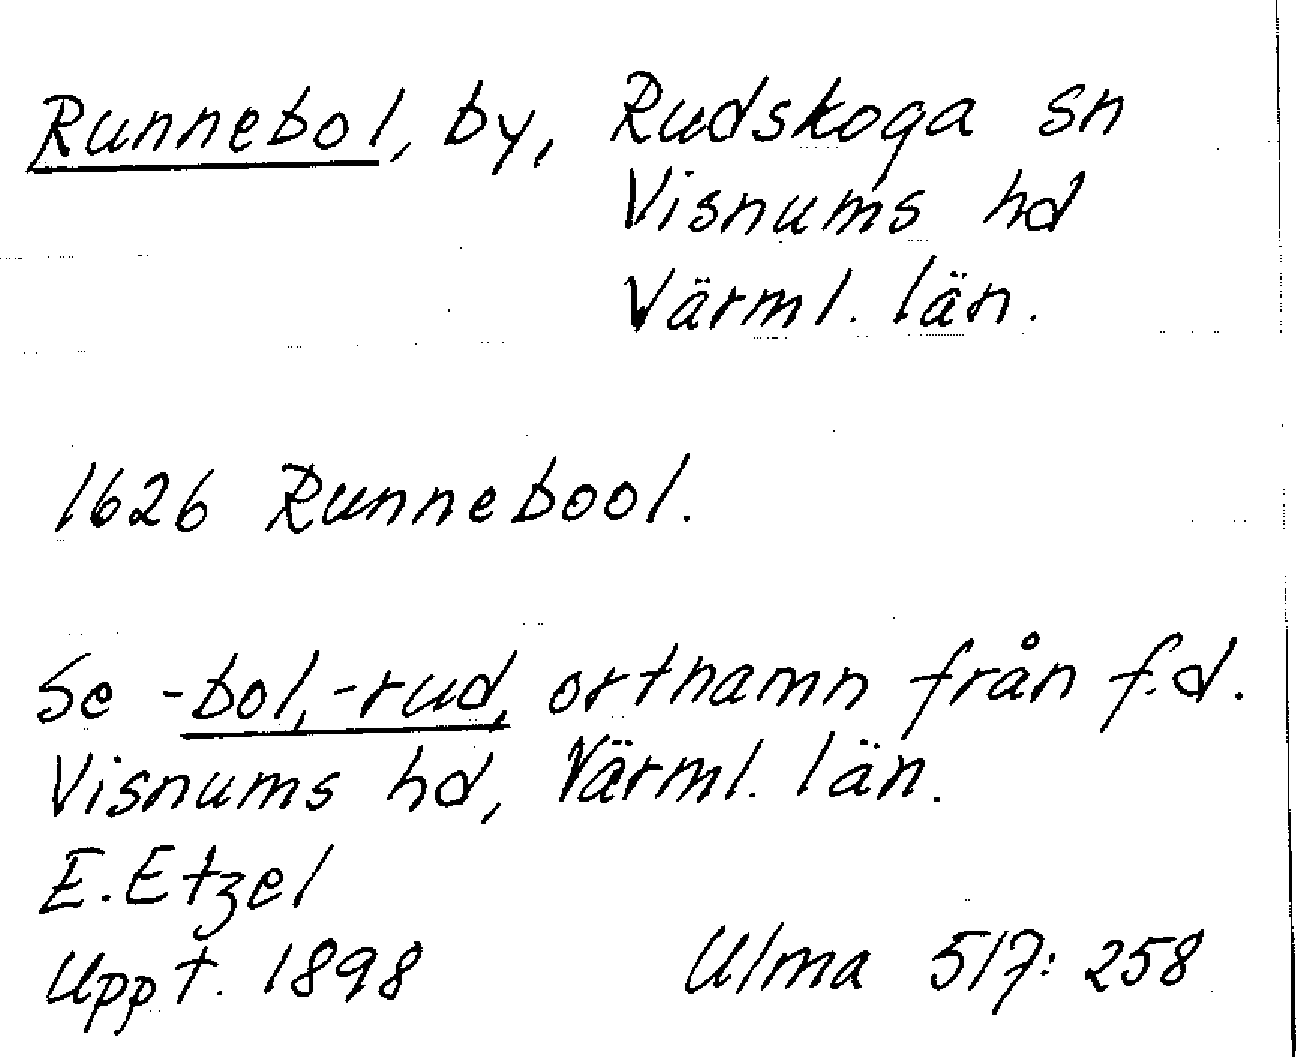 Runnebol, by, Rudskoga sn
Visnums hd
Värml. län.
1626 Runnebool.
Se -bol, -rud, ortnamn från f.d.
Visnums hd, Värml. län.
E. Etzel
Uppt. 1898 Ulma 517: 258